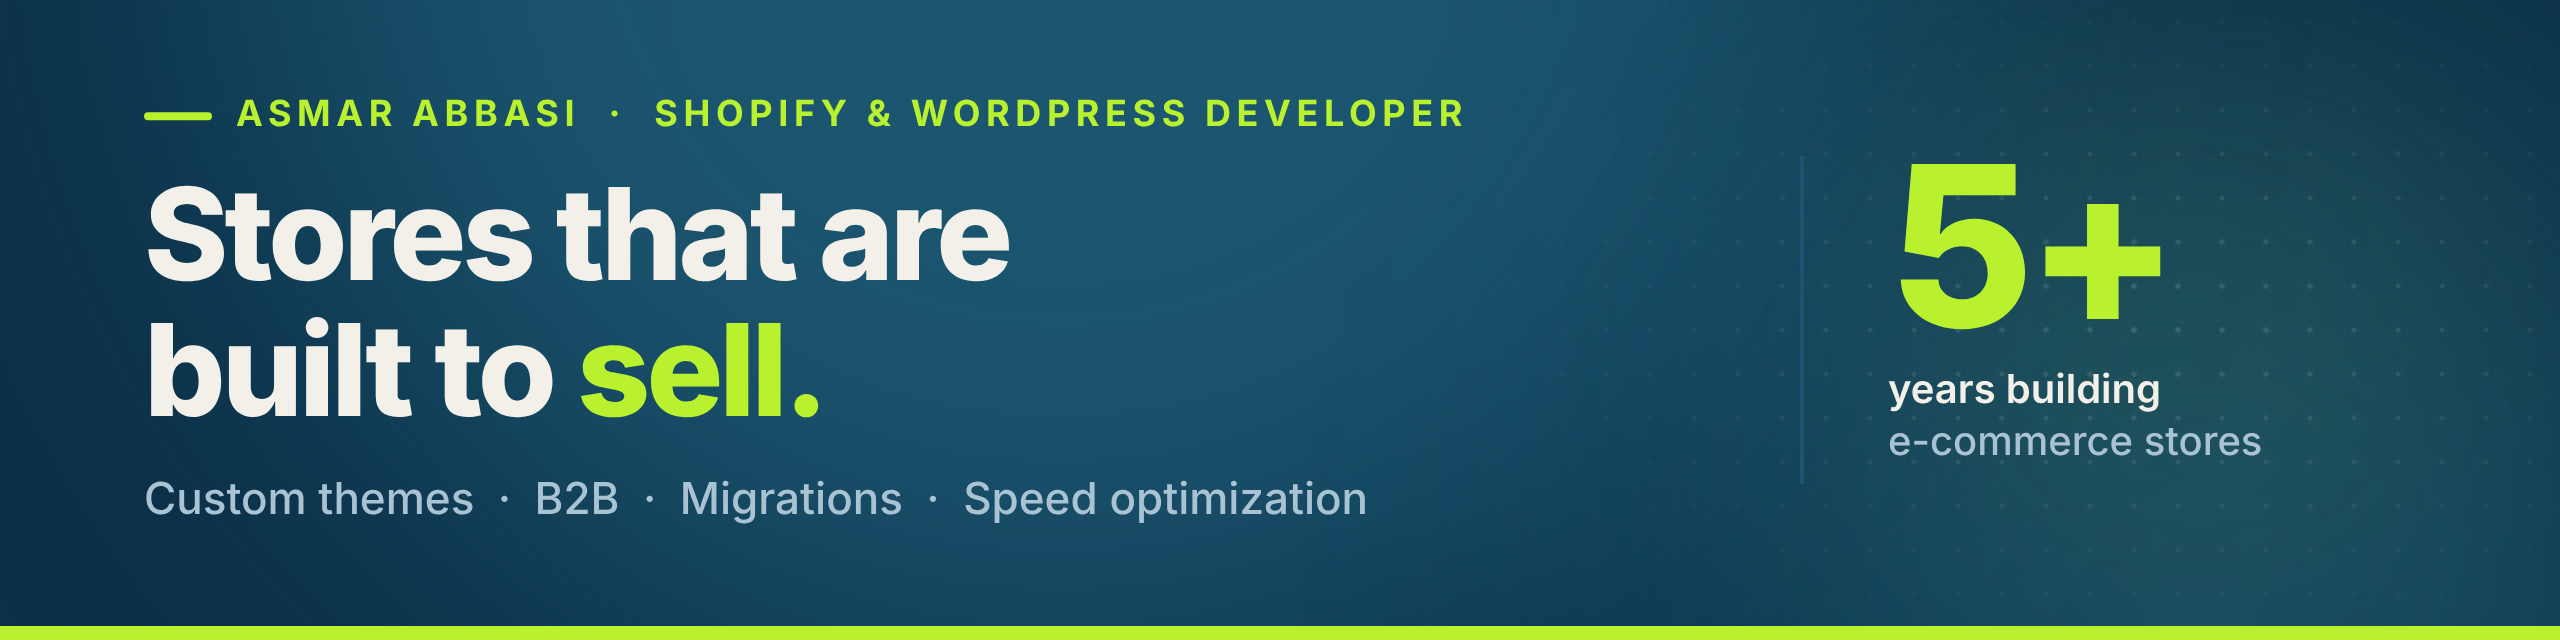 ASMAR ABBASI · SHOPIFY & WORDPRESS DEVELOPER
Stores that are
built to sell.
Custom themes · B2B · Migrations · Speed optimization
5+
years building
e-commerce stores